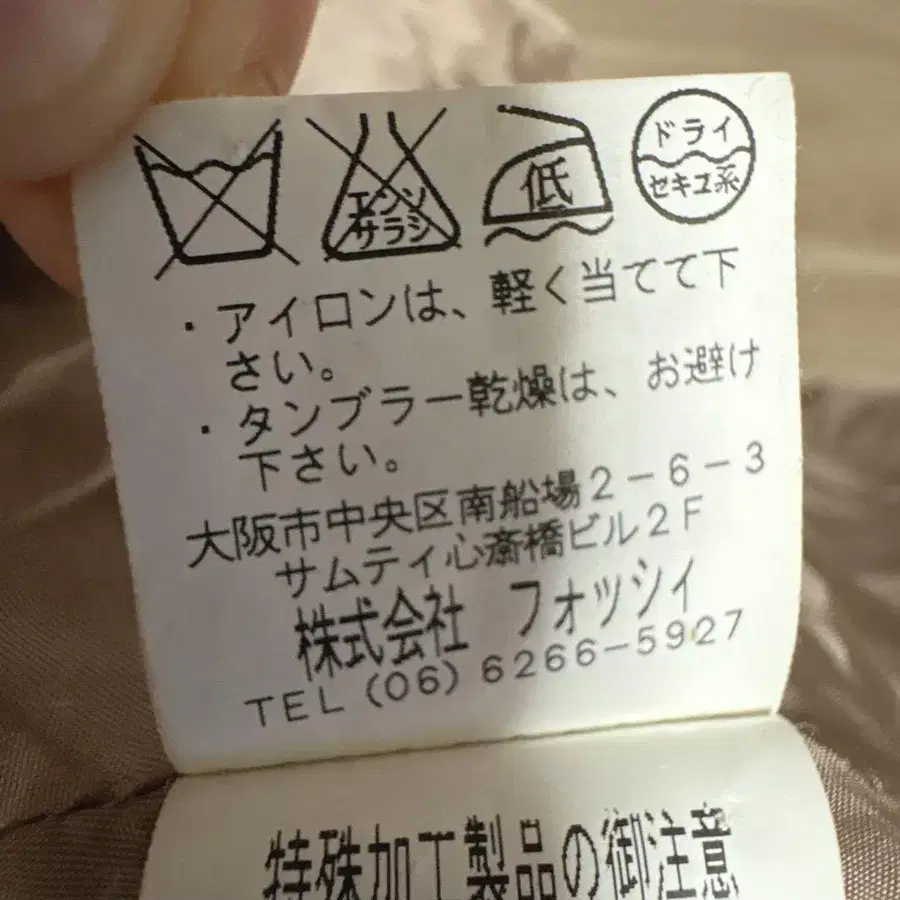 エンソ
サラシ
低
ドライ
セキユ系
・アイロンは、軽く当てて下
さい。
・タンブラー乾燥は、お避け
下さい。
大阪市中央区南船場2-6-3
サムティ心斎橋ビル2F
株式会社 フォッシィ
TEL(06)6266-5927
特殊加工製品の御注意